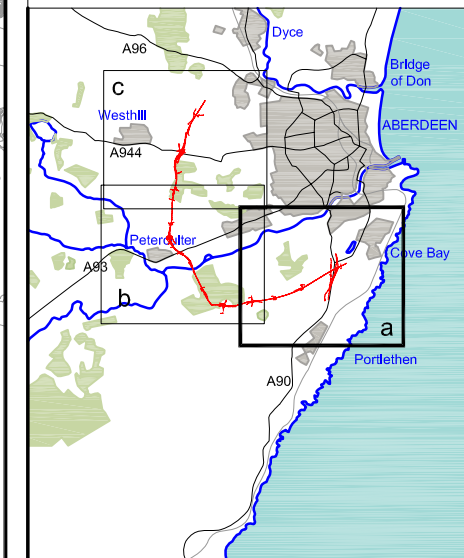 Dyce
A96
Bridge
of Don
c
Westhill
ABERDEEN
A944
Peterculter
Cove Bay
A93
b
a
Portlethen
A90